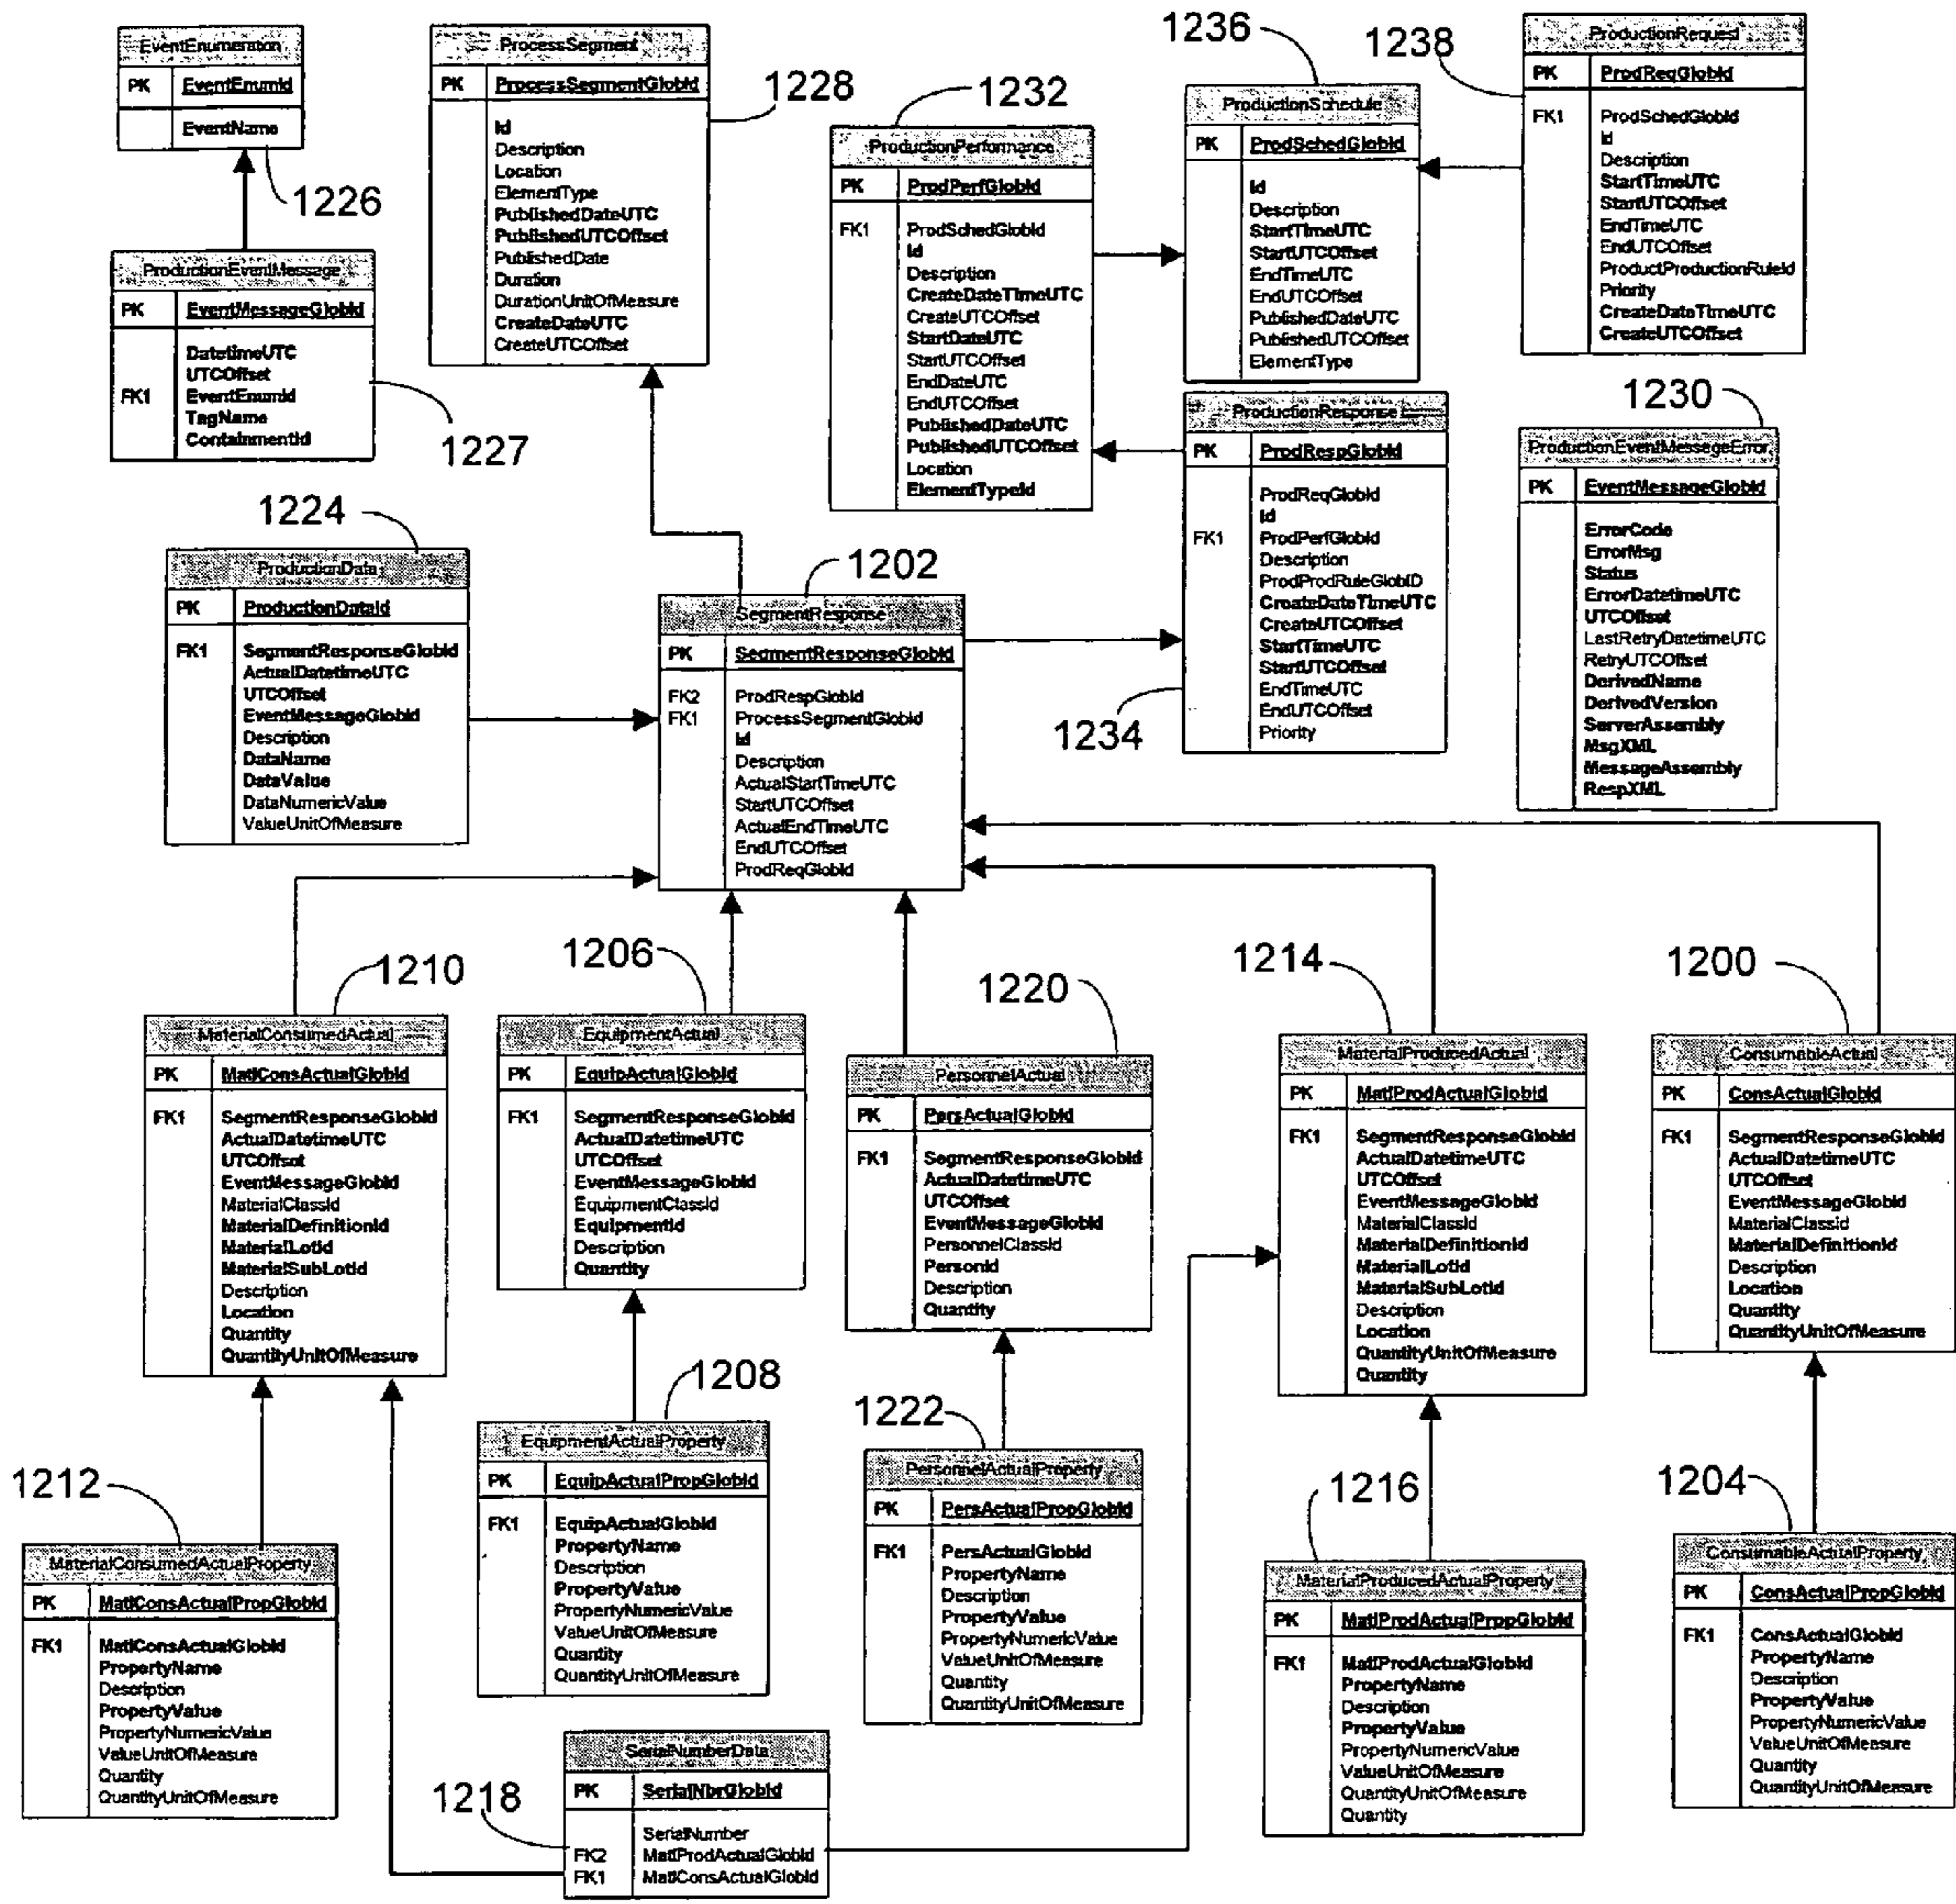 EventEnumeration
PK EventEnumId
EventName
1226
ProductionEventMessage
PK EventMessageGlobId
DatetimeUTC
UTCOffset
FK1 EventEnumId
TagName
ContainmentId
1227
ProcessSegment
PK ProcessSegmentGlobId
Id
Description
Location
ElementType
PublishedDateUTC
PublishedUTCOffset
PublishedDate
Duration
DurationUnitOfMeasure
CreateDateUTC
CreateUTCOffset
1228
1232
ProductionPerformance
PK ProdPerfGlobId
FK1 ProdSchedGlobId
Id
Description
CreateDateTimeUTC
CreateUTCOffset
StartDateUTC
StartUTCOffset
EndDateUTC
EndUTCOffset
PublishedDateUTC
PublishedUTCOffset
Location
ElementTypeId
1236
ProductionSchedule
PK ProdSchedGlobId
Id
Description
StartTimeUTC
StartUTCOffset
EndTimeUTC
EndUTCOffset
PublishedDateUTC
PublishedUTCOffset
ElementType
1238
ProductionRequest
PK ProdReqGlobId
FK1 ProdSchedGlobId
Id
Description
StartTimeUTC
StartUTCOffset
EndTimeUTC
EndUTCOffset
ProductProductionRuleId
Priority
CreateDateTimeUTC
CreateUTCOffset
ProductionResponse
PK ProdRespGlobId
ProdReqGlobId
Id
FK1 ProdPerfGlobId
Description
ProdProdRuleGlobID
CreateDateTimeUTC
CreateUTCOffset
StartTimeUTC
StartUTCOffset
EndTimeUTC
EndUTCOffset
Priority
1234
1230
ProductionEventMessegeError
PK EventMessageGlobId
ErrorCode
ErrorMsg
Status
ErrorDatetimeUTC
UTCOffset
LastRetryDatetimeUTC
RetryUTCOffset
DerivedName
DerivedVersion
ServerAssembly
MsgXML
MessageAssembly
RespXML
1224
ProductionData
PK ProductionDataId
FK1 SegmentResponseGlobId
ActualDatetimeUTC
UTCOffset
EventMessageGlobId
Description
DataName
DataValue
DataNumericValue
ValueUnitOfMeasure
1202
SegmentResponse
PK SegmentResponseGlobId
FK2 ProdRespGlobId
FK1 ProcessSegmentGlobId
Id
Description
ActualStartTimeUTC
StartUTCOffset
ActualEndTimeUTC
EndUTCOffset
ProdReqGlobId
1210
MaterialConsumedActual
PK MatlConsActualGlobId
FK1 SegmentResponseGlobId
ActualDatetimeUTC
UTCOffset
EventMessageGlobId
MaterialClassId
MaterialDefinitionId
MaterialLotId
MaterialSubLotId
Description
Location
Quantity
QuantityUnitOfMeasure
1206
EquipmentActual
PK EquipActualGlobId
FK1 SegmentResponseGlobId
ActualDatetimeUTC
UTCOffset
EventMessageGlobId
EquipmentClassId
EquipmentId
Description
Quantity
1220
PersonnelActual
PK PersActualGlobId
FK1 SegmentResponseGlobId
ActualDatetimeUTC
UTCOffset
EventMessageGlobId
PersonnelClassId
PersonId
Description
Quantity
1214
MaterialProducedActual
PK MatlProdActualGlobId
FK1 SegmentResponseGlobId
ActualDatetimeUTC
UTCOffset
EventMessageGlobId
MaterialClassId
MaterialDefinitionId
MaterialLotId
MaterialSubLotId
Description
Location
QuantityUnitOfMeasure
Quantity
1200
ConsumableActual
PK ConsActualGlobId
FK1 SegmentResponseGlobId
ActualDatetimeUTC
UTCOffset
EventMessageGlobId
MaterialClassId
MaterialDefinitionId
Description
Location
Quantity
QuantityUnitOfMeasure
1212
MaterialConsumedActualProperty
PK MatlConsActualPropGlobId
FK1 MatlConsActualGlobId
PropertyName
Description
PropertyValue
PropertyNumericValue
ValueUnitOfMeasure
Quantity
QuantityUnitOfMeasure
1208
EquipmentActualProperty
PK EquipActualPropGlobId
FK1 EquipActualGlobId
PropertyName
Description
PropertyValue
PropertyNumericValue
ValueUnitOfMeasure
Quantity
QuantityUnitOfMeasure
1222
PersonnelActualProperty
PK PersActualPropGlobId
FK1 PersActualGlobId
PropertyName
Description
PropertyValue
PropertyNumericValue
ValueUnitOfMeasure
Quantity
QuantityUnitOfMeasure
1216
MaterialProducedActualProperty
PK MatlProdActualPropGlobId
FK1 MatlProdActualGlobId
PropertyName
Description
PropertyValue
PropertyNumericValue
ValueUnitOfMeasure
QuantityUnitOfMeasure
Quantity
1204
ConsumableActualProperty
PK ConsActualPropGlobId
FK1 ConsActualGlobId
PropertyName
Description
PropertyValue
PropertyNumericValue
ValueUnitOfMeasure
Quantity
QuantityUnitOfMeasure
1218
SerialNumberData
PK SerialNbrGlobId
SerialNumber
FK2 MatlProdActualGlobId
FK1 MatlConsActualGlobId